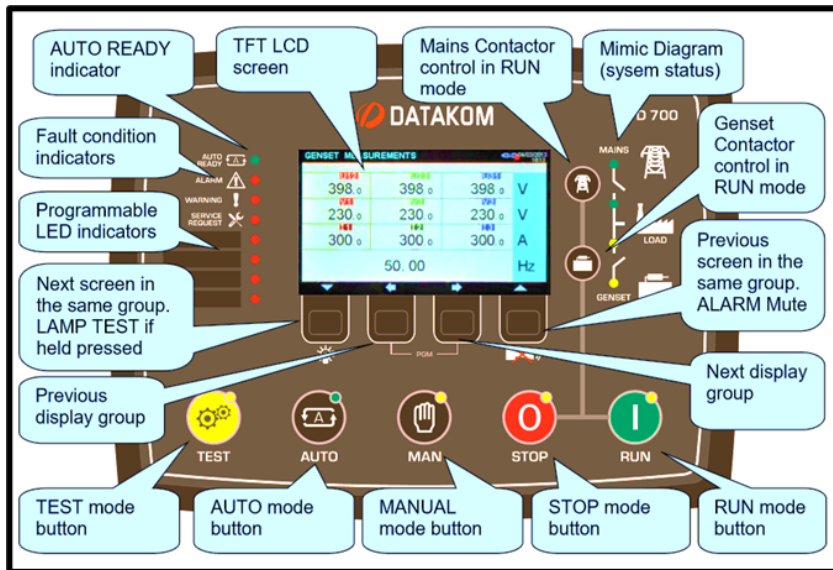 AUTO READY
indicator
TFT LCD
screen
Mains Contactor
control in RUN
mode
Mimic Diagram
(sysem status)
Fault condition
indicators
Programmable
LED indicators
Next screen in
the same group.
LAMP TEST if
held pressed
Previous
display group
DATAKOM
700
AUTO
READY
ALARM
WARNING
SERVICE
REQUEST
GENSET MEASUREMENTS
398.0 398.0 398.0 V
230.0 230.0 230.0 V
300.0 300.0 300.0 A
50.00 Hz
PGM
MAINS
LOAD
GENSET
Genset
Contactor
control in
RUN mode
Previous
screen in the
same group.
ALARM Mute
Next display
group
A
O
I
TEST
AUTO
MAN
STOP
RUN
TEST mode
button
AUTO mode
button
MANUAL
mode button
STOP mode
button
RUN mode
button